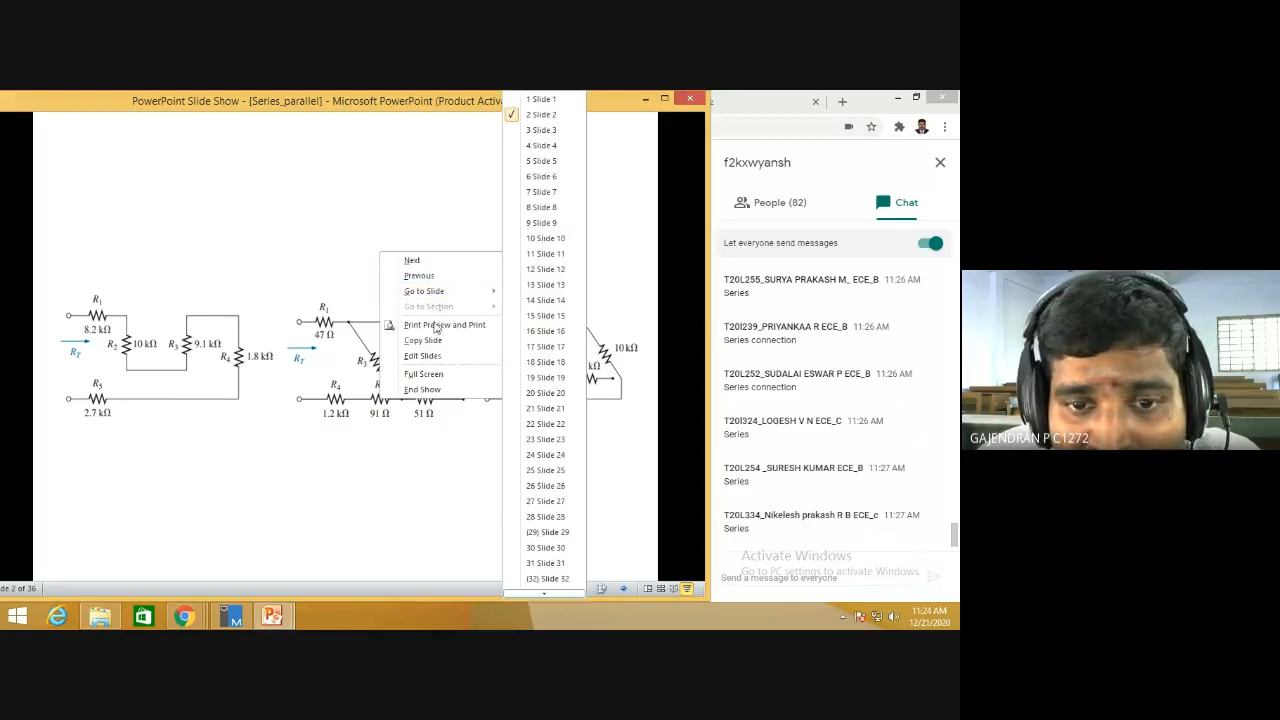 PowerPoint Slide Show - [Series_parallel] - Microsoft PowerPoint (Product Activ
1 Slide 1
2 Slide 2
3 Slide 3
4 Slide 4
5 Slide 5
6 Slide 6
7 Slide 7
8 Slide 8
9 Slide 9
10 Slide 10
11 Slide 11
12 Slide 12
13 Slide 13
14 Slide 14
15 Slide 15
16 Slide 16
17 Slide 17
18 Slide 18
19 Slide 19
20 Slide 20
21 Slide 21
22 Slide 22
23 Slide 23
24 Slide 24
25 Slide 25
26 Slide 26
27 Slide 27
28 Slide 28
(29) Slide 29
30 Slide 30
31 Slide 31
(32) Slide 32
Next
Previous
Go to Slide
Go to Section
Print Preview and Print
Copy Slide
Edit Slides
Full Screen
End Show
R1
8.2 kΩ
RT
R2
10 kΩ
R3
9.1 kΩ
R4
1.8 kΩ
R5
2.7 kΩ
R1
47 Ω
RT
R3
R4
1.2 kΩ
91 Ω
51 Ω
10 kΩ
kΩ
de 2 of 36
f2kxwyansh
People (82)
Chat
Let everyone send messages
T20L255_SURYA PRAKASH M_ ECE_B 11:26 AM
Series
T20I239_PRIYANKAA R ECE_B 11:26 AM
Series connection
T20L252_SUDALAI ESWAR P ECE_B 11:26 AM
Series connection
T20I324_LOGESH V N ECE_C 11:26 AM
Series
T20L254 _SURESH KUMAR ECE_B 11:27 AM
Series
T20L334_Nikelesh prakash R B ECE_c 11:27 AM
Series
Activate Windows
Go to PC settings to activate Windows.
Send a message to everyone
11:24 AM
12/21/2020
GAJENDRAN P C1272